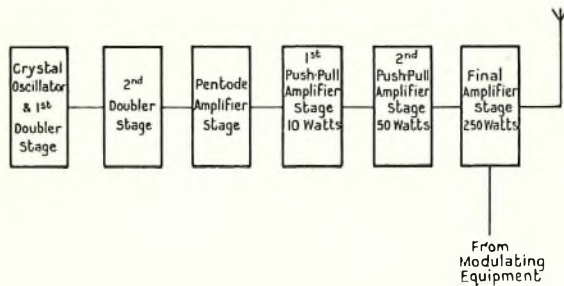 Crystal
Oscillator
& 1st
Doubler
Stage
2nd
Doubler
Stage
Pentode
Amplifier
Stage
1st
Push-Pull
Amplifier
Stage
10 Watts
2nd
Push-Pull
Amplifier
Stage
50 Watts
Final
Amplifier
Stage
250 Watts
From
Modulating
Equipment